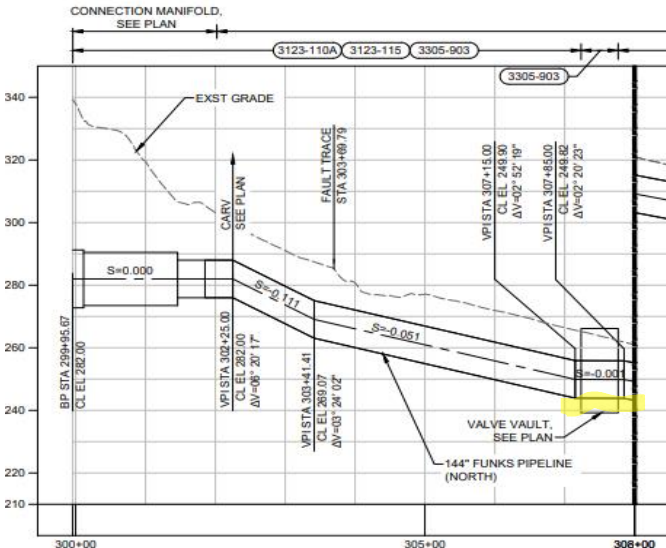 CONNECTION MANIFOLD,
SEE PLAN
3123-110A 3123-115 3305-903
3305-903
340
EXST GRADE
320
CARV
SEE PLAN
FAULT TRACE
STA 303+69.79
VPI STA 307+15.00
CL EL 249.90
ΔV=02° 52' 19"
VPI STA 307+85.00
CL EL 249.82
ΔV=02° 20' 23"
300
280
S=0.000
S=-0.111
S=-0.051
S=-0.001
260
BP STA 299+95.67
CL EL 282.00
VPI STA 302+25.00
CL EL 282.00
ΔV=06° 20' 17"
VPI STA 303+41.41
CL EL 269.07
ΔV=03° 24' 02"
240
VALVE VAULT,
SEE PLAN
144" FUNKS PIPELINE
(NORTH)
220
210
300+00
305+00
308+00